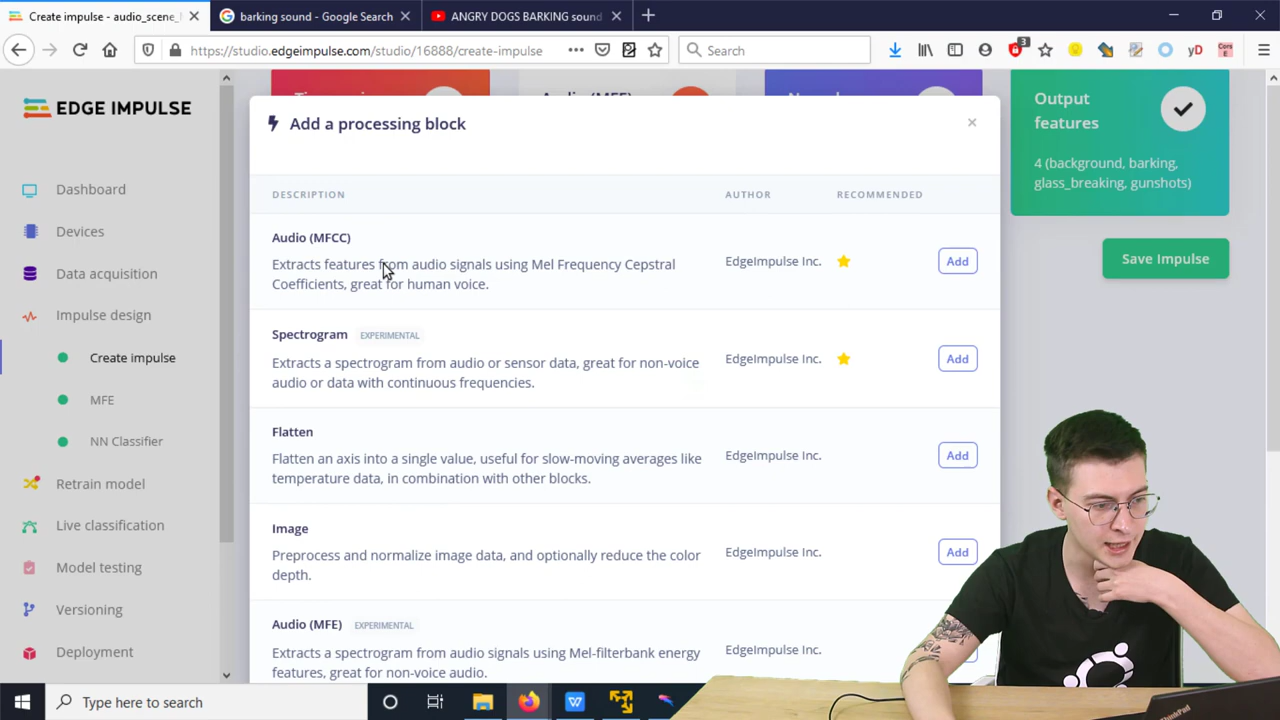 Create impulse - audio_scene_
barking sound - Google Search
ANGRY DOGS BARKING sound
https://studio.edgeimpulse.com/studio/16888/create-impulse
Search
3
yD
Cors
E
EDGE IMPULSE
Dashboard
Devices
Data acquisition
Impulse design
Create impulse
MFE
NN Classifier
Retrain model
Live classification
Model testing
Versioning
Deployment
Add a processing block
DESCRIPTION
AUTHOR
RECOMMENDED
Audio (MFCC)
Extracts features from audio signals using Mel Frequency Cepstral
Coefficients, great for human voice.
EdgeImpulse Inc.
Add
Spectrogram EXPERIMENTAL
Extracts a spectrogram from audio or sensor data, great for non-voice
audio or data with continuous frequencies.
EdgeImpulse Inc.
Add
Flatten
Flatten an axis into a single value, useful for slow-moving averages like
temperature data, in combination with other blocks.
EdgeImpulse Inc.
Add
Image
Preprocess and normalize image data, and optionally reduce the color
depth.
EdgeImpulse Inc.
Add
Audio (MFE) EXPERIMENTAL
Extracts a spectrogram from audio signals using Mel-filterbank energy
features, great for non-voice audio.
EdgeImpulse Inc.
Output
features
4 (background, barking,
glass_breaking, gunshots)
Save Impulse
Type here to search
ThinkPad